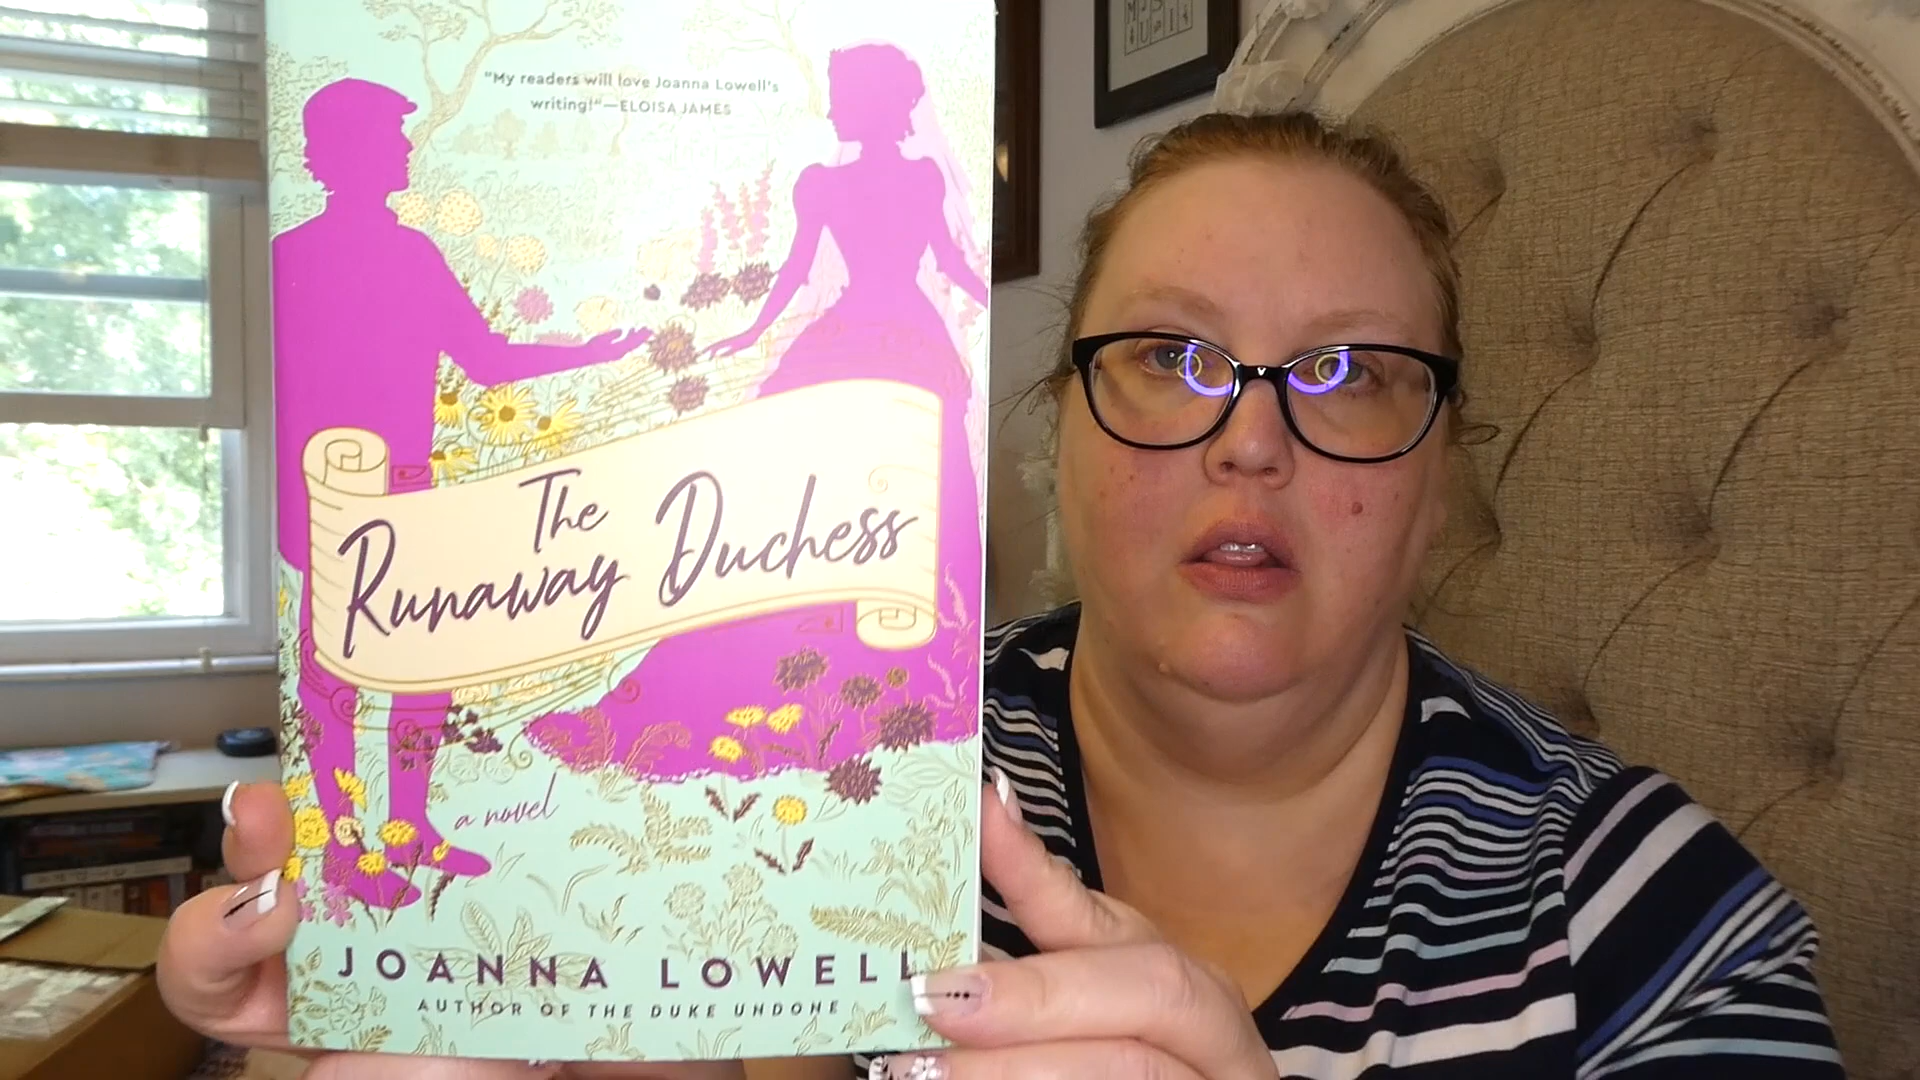 "My readers will love Joanna Lowell's
writing!"—ELOISA JAMES
The
Runaway Duchess
a novel
JOANNA LOWELL
AUTHOR OF THE DUKE UNDONE